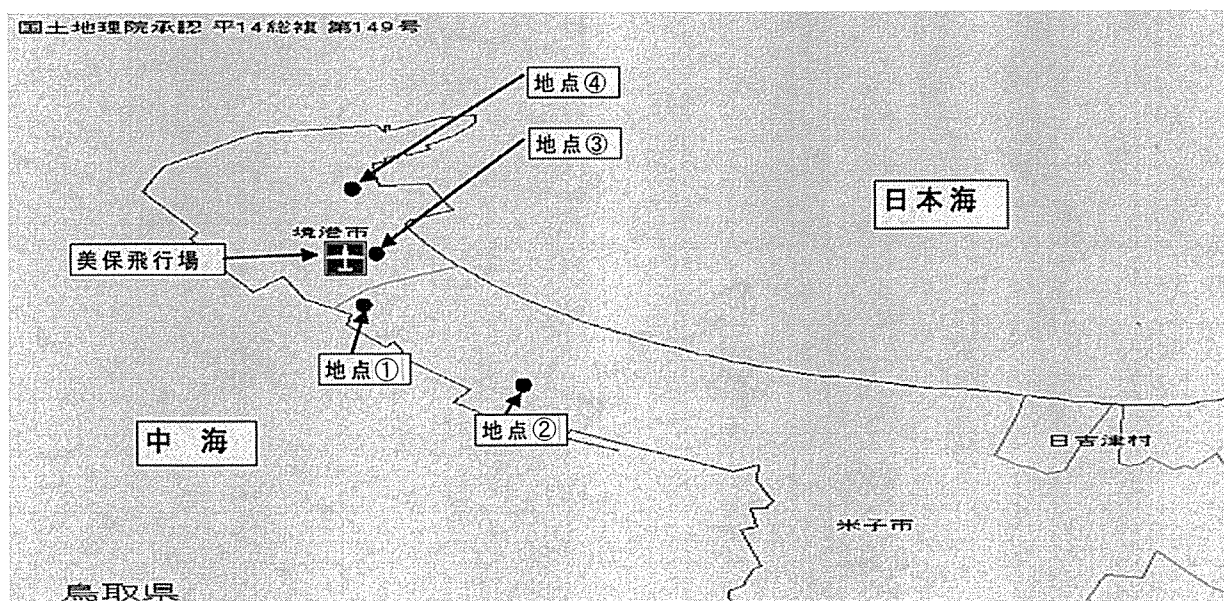 国土地理院承認 平14総複 第149号
地点④
地点③
日本海
境港市
美保飛行場
地点①
地点②
中 海
日吉津村
米子市
鳥取県